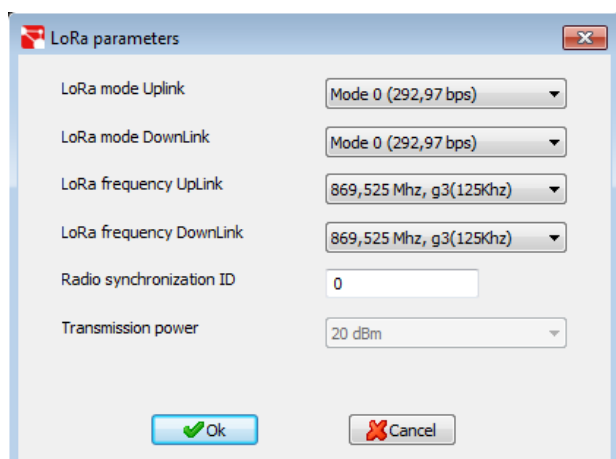 LoRa parameters
LoRa mode Uplink Mode 0 (292,97 bps)
LoRa mode DownLink Mode 0 (292,97 bps)
LoRa frequency UpLink 869,525 Mhz, g3(125Khz)
LoRa frequency DownLink 869,525 Mhz, g3(125Khz)
Radio synchronization ID 0
Transmission power 20 dBm
Ok Cancel